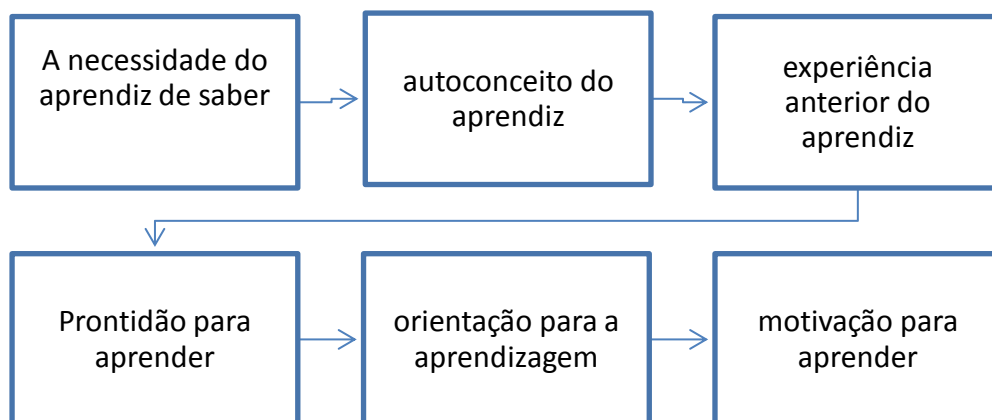 A necessidade do
aprendiz de saber
autoconceito do
aprendiz
experiência
anterior do
aprendiz
Prontidão para
aprender
orientação para a
aprendizagem
motivação para
aprender